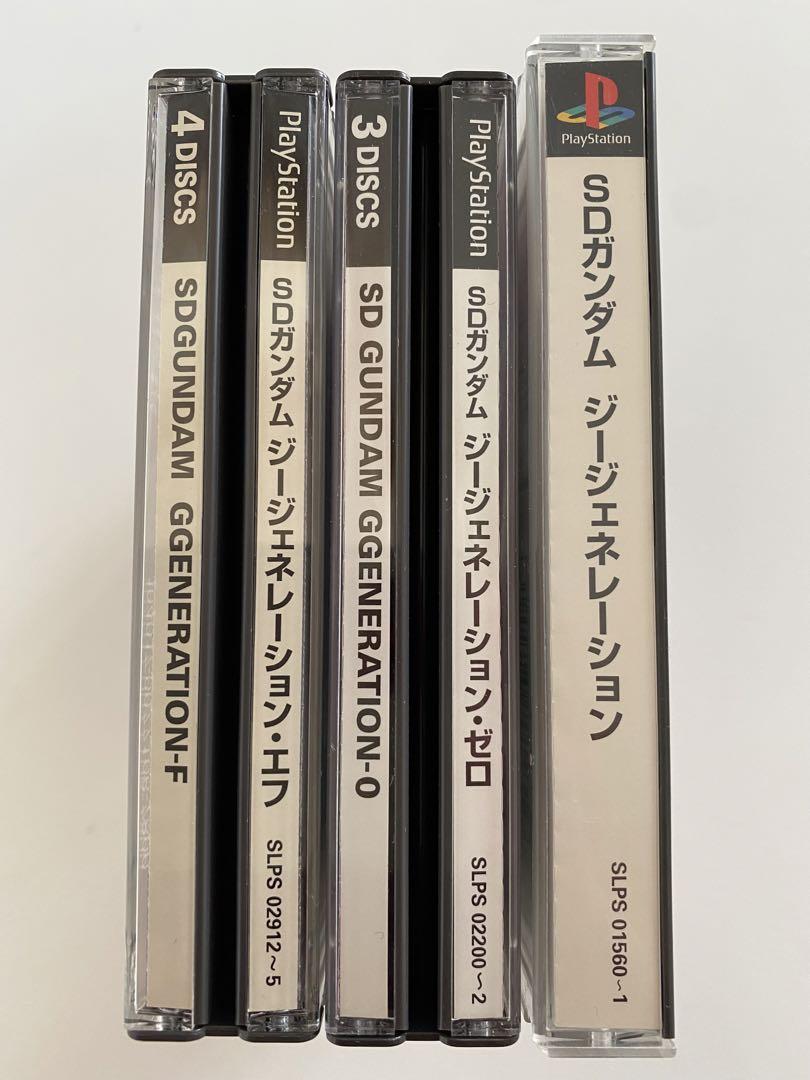 4 DISCS SDGUNDAM GGENERATION-F
PlayStation SDガンダム ジージェネレーション・エフ SLPS 02912~5
3 DISCS SD GUNDAM GGENERATION-0
PlayStation SDガンダム ジージェネレーション・ゼロ SLPS 02200~2
PlayStation
SDガンダム ジージェネレーション SLPS 01560~1